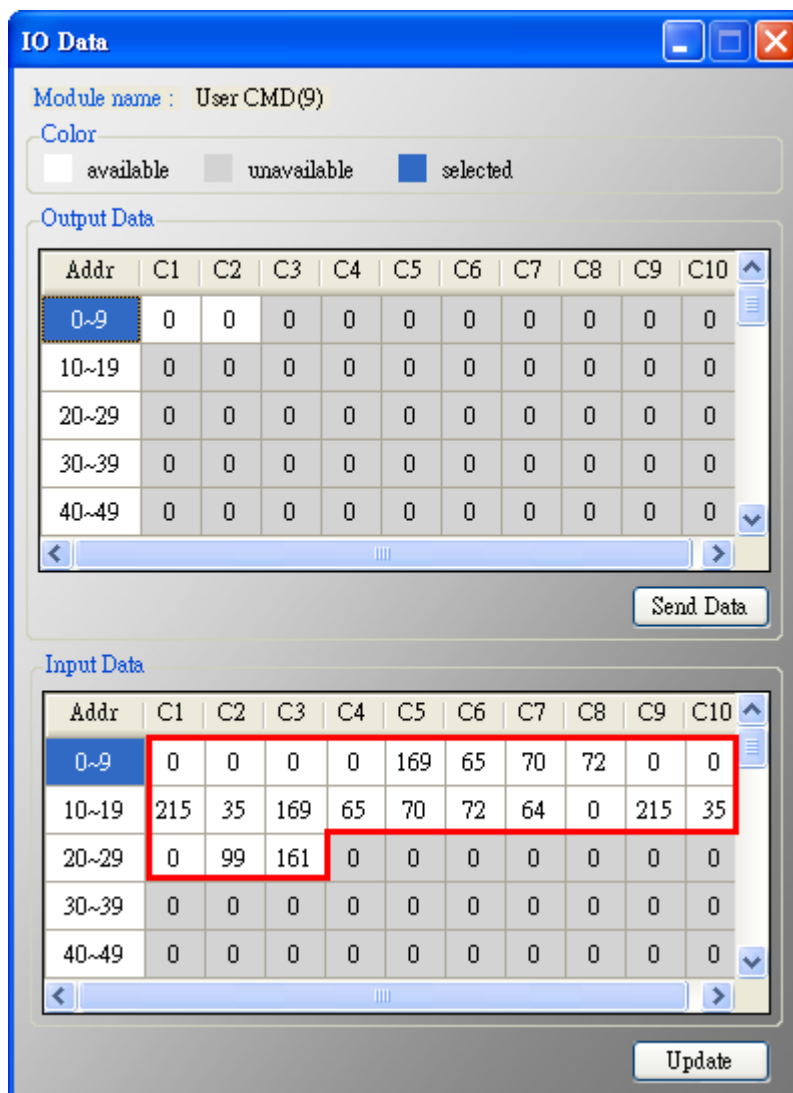 IO Data
Module name : User CMD(9)
Color
available unavailable selected
Output Data
Addr C1 C2 C3 C4 C5 C6 C7 C8 C9 C10
0~9 0 0 0 0 0 0 0 0 0 0
10~19 0 0 0 0 0 0 0 0 0 0
20~29 0 0 0 0 0 0 0 0 0 0
30~39 0 0 0 0 0 0 0 0 0 0
40~49 0 0 0 0 0 0 0 0 0 0
Send Data
Input Data
Addr C1 C2 C3 C4 C5 C6 C7 C8 C9 C10
0~9 0 0 0 0 169 65 70 72 0 0
10~19 215 35 169 65 70 72 64 0 215 35
20~29 0 99 161 0 0 0 0 0 0 0
30~39 0 0 0 0 0 0 0 0 0 0
40~49 0 0 0 0 0 0 0 0 0 0
Update